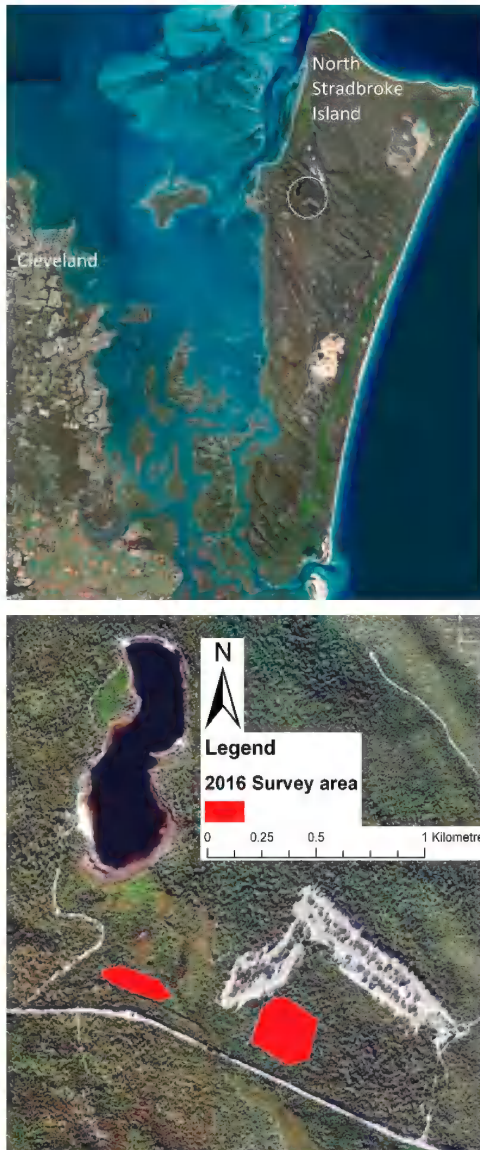 North
Stradbroke
Island
Cleveland
N
Legend
2016 Survey area
0 0.25 0.5 1 Kilometre